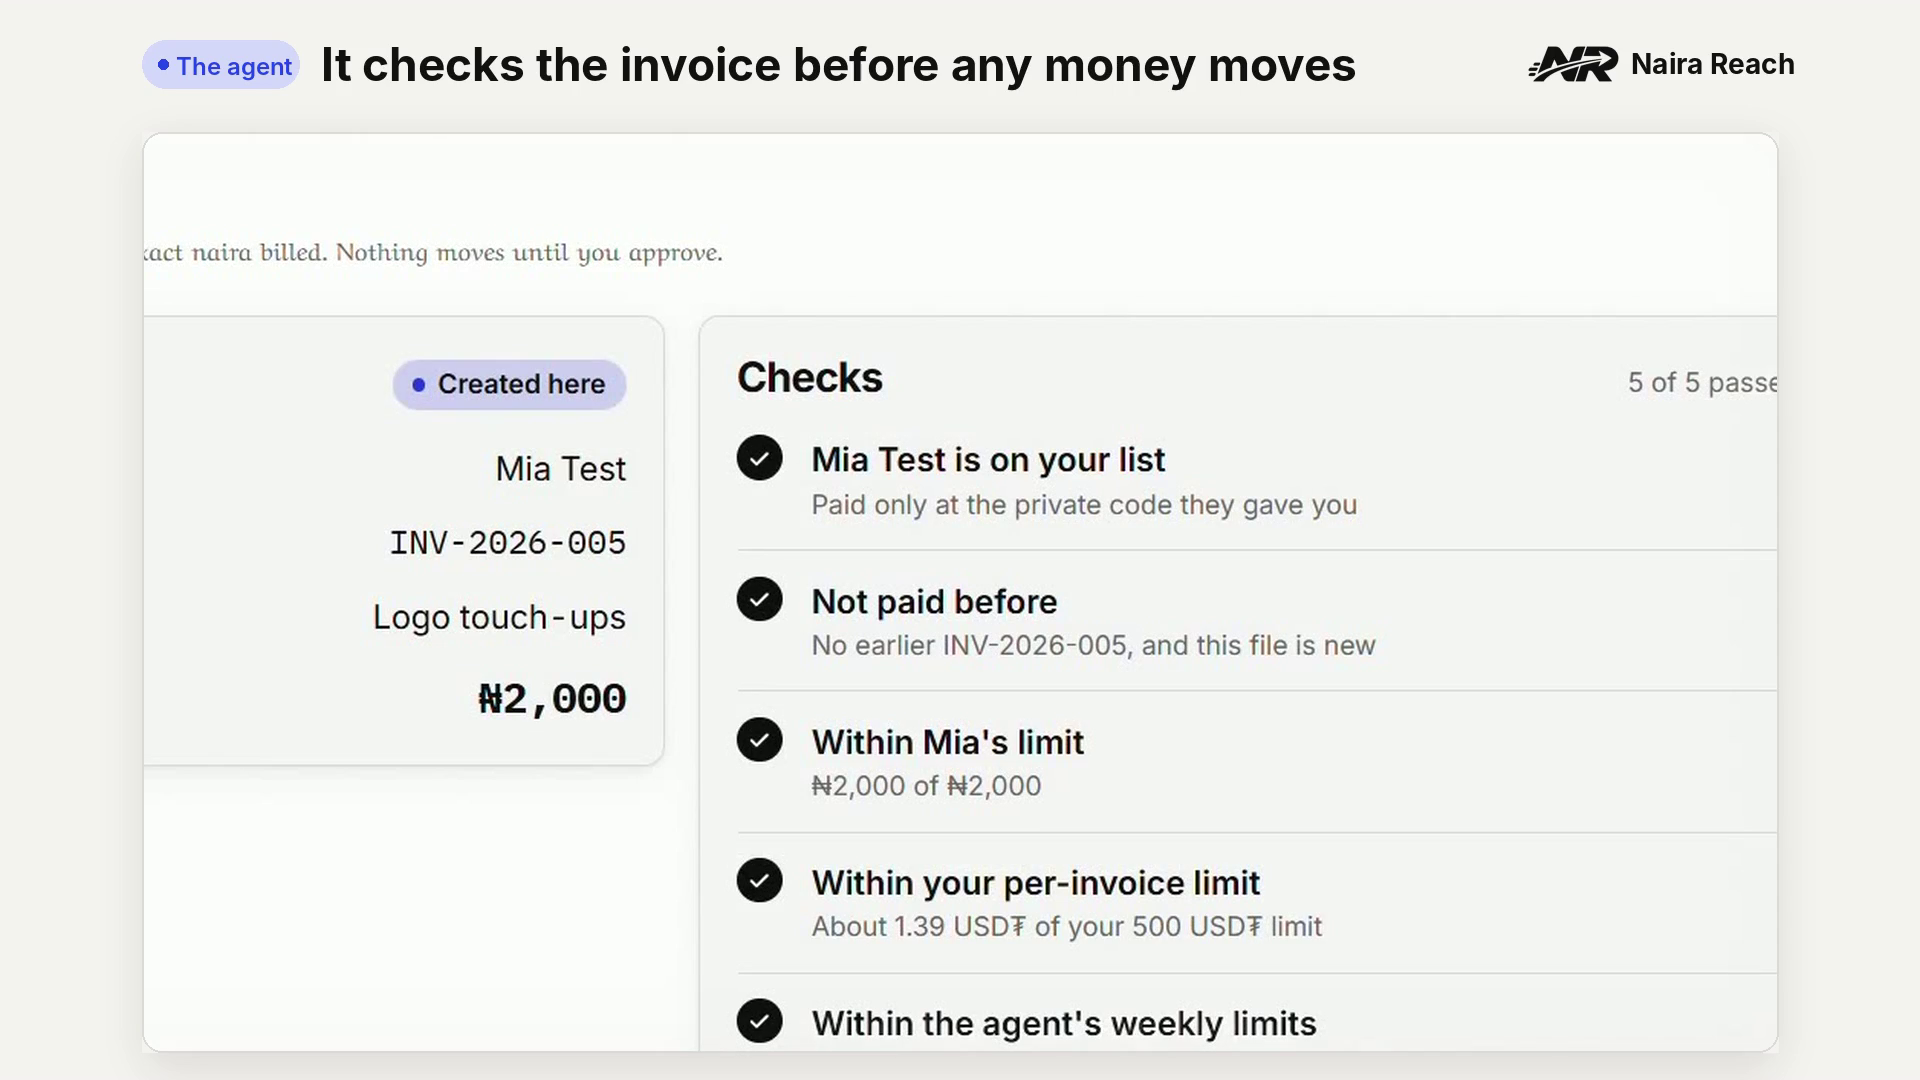 The agent
It checks the invoice before any money moves
NR
Naira Reach
naira billed. Nothing moves until you approve.
Created here
Mia Test
INV-2026-005
Logo touch-ups
₦2,000
Checks
5 of 5
Mia Test is on your list
Paid only at the private code they gave you
Not paid before
No earlier INV-2026-005, and this file is new
Within Mia's limit
₦2,000 of ₦2,000
Within your per-invoice limit
About 1.39 USD₮ of your 500 USD₮ limit
Within the agent's weekly limits